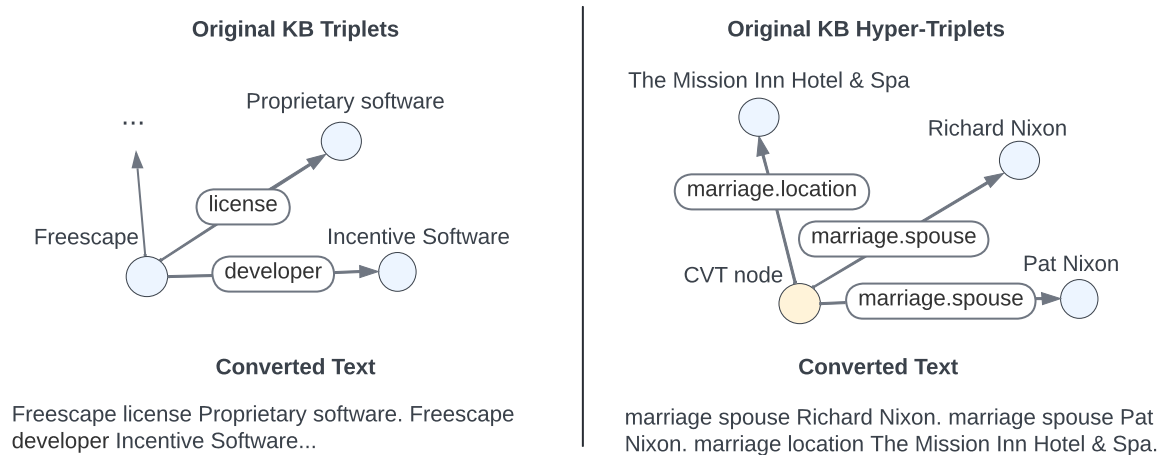 Original KB Triplets
Proprietary software
...
license
Freescape
Incentive Software
developer
Converted Text
Freescape license Proprietary software. Freescape
developer Incentive Software...
Original KB Hyper-Triplets
The Mission Inn Hotel & Spa
Richard Nixon
marriage.location
marriage.spouse
CVT node
Pat Nixon
marriage.spouse
Converted Text
marriage spouse Richard Nixon. marriage spouse Pat
Nixon. marriage location The Mission Inn Hotel & Spa.